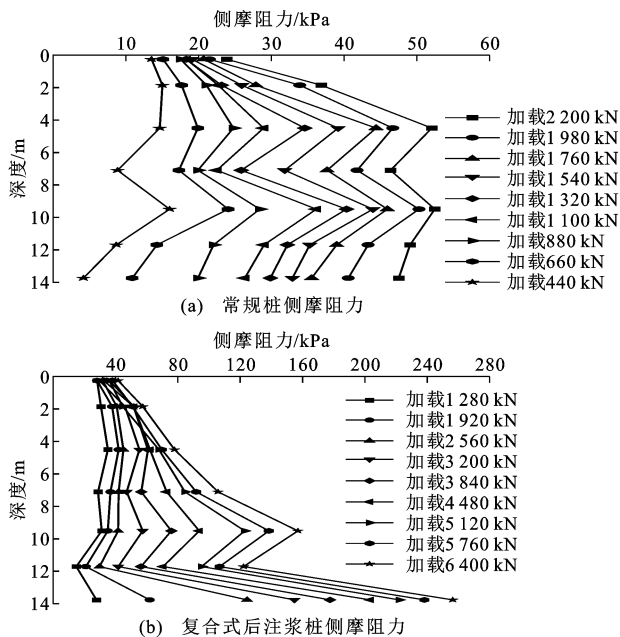 侧摩阻力/kPa
10 20 30 40 50 60
0
2
4
6
8
10
12
14
深度/m
加载2 200 kN
加载1 980 kN
加载1 760 kN
加载1 540 kN
加载1 320 kN
加载1 100 kN
加载880 kN
加载660 kN
加载440 kN
(a) 常规桩侧摩阻力
侧摩阻力/kPa
40 80 120 160 200 240 280
0
2
4
6
8
10
12
14
深度/m
加载1 280 kN
加载1 920 kN
加载2 560 kN
加载3 200 kN
加载3 840 kN
加载4 480 kN
加载5 120 kN
加载5 760 kN
加载6 400 kN
(b) 复合式后注浆桩侧摩阻力